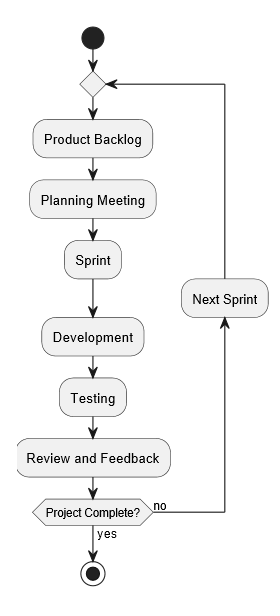 Product Backlog
Planning Meeting
Sprint
Next Sprint
Development
Testing
Review and Feedback
Project Complete?
no
yes